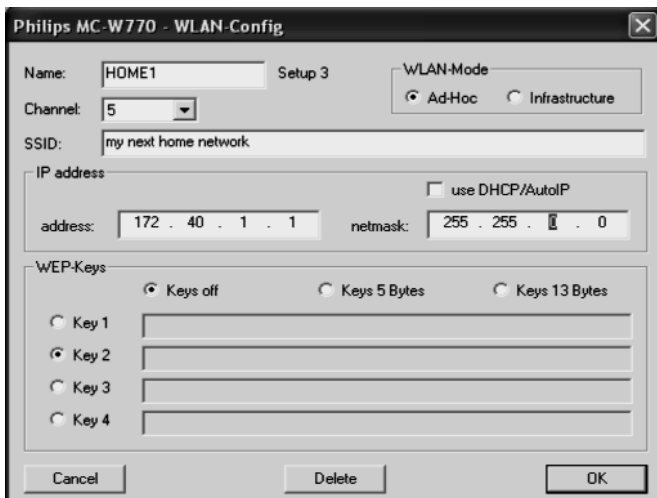 Philips MC-W770 - WLAN-Config
Name: HOME1 Setup 3
WLAN-Mode
Ad-Hoc Infrastructure
Channel: 5
SSID: my next home network
IP address
use DHCP/AutoIP
address: 172 . 40 . 1 . 1 netmask: 255 . 255 . 0 . 0
WEP-Keys
Keys off Keys 5 Bytes Keys 13 Bytes
Key 1
Key 2
Key 3
Key 4
Cancel Delete OK